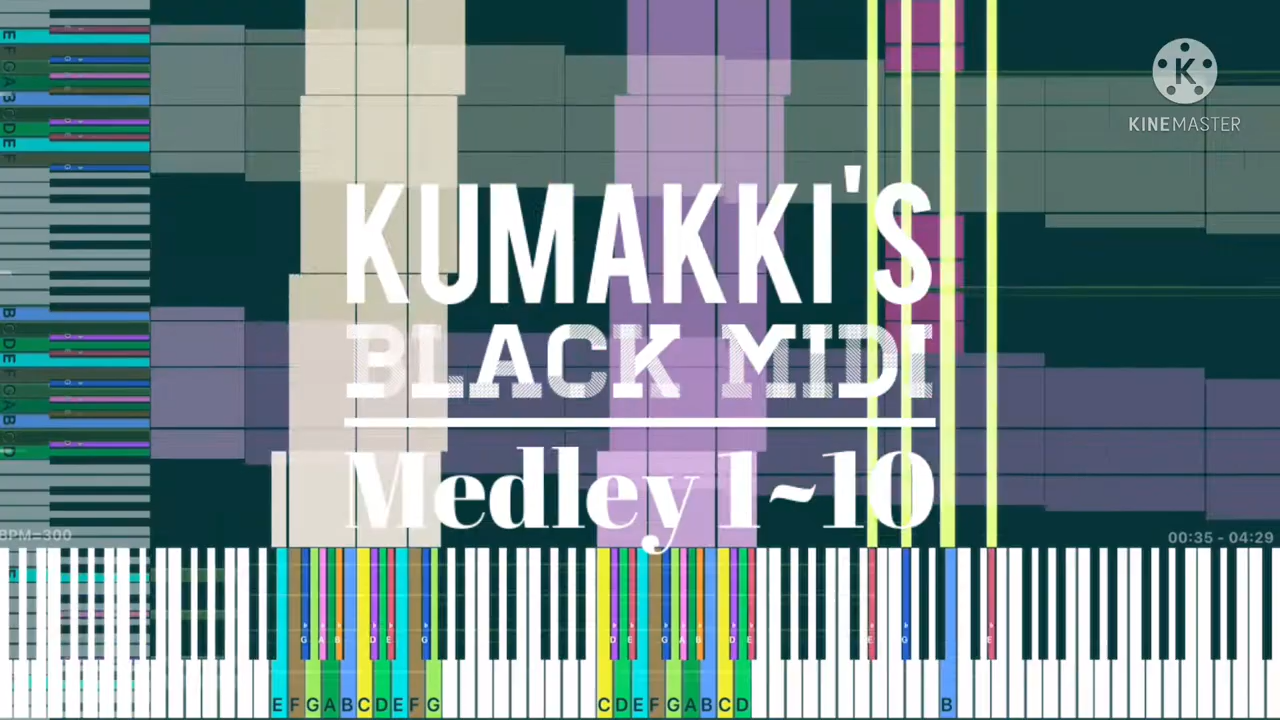 K
KINEMASTER
KUMAKKI'S
BLACK MIDI
Medley 1~10
BPM=300
00:35 - 04:29
G A B D E G D E G A B D E E G E
E F G A B C D E F G C D E F G A B C D B